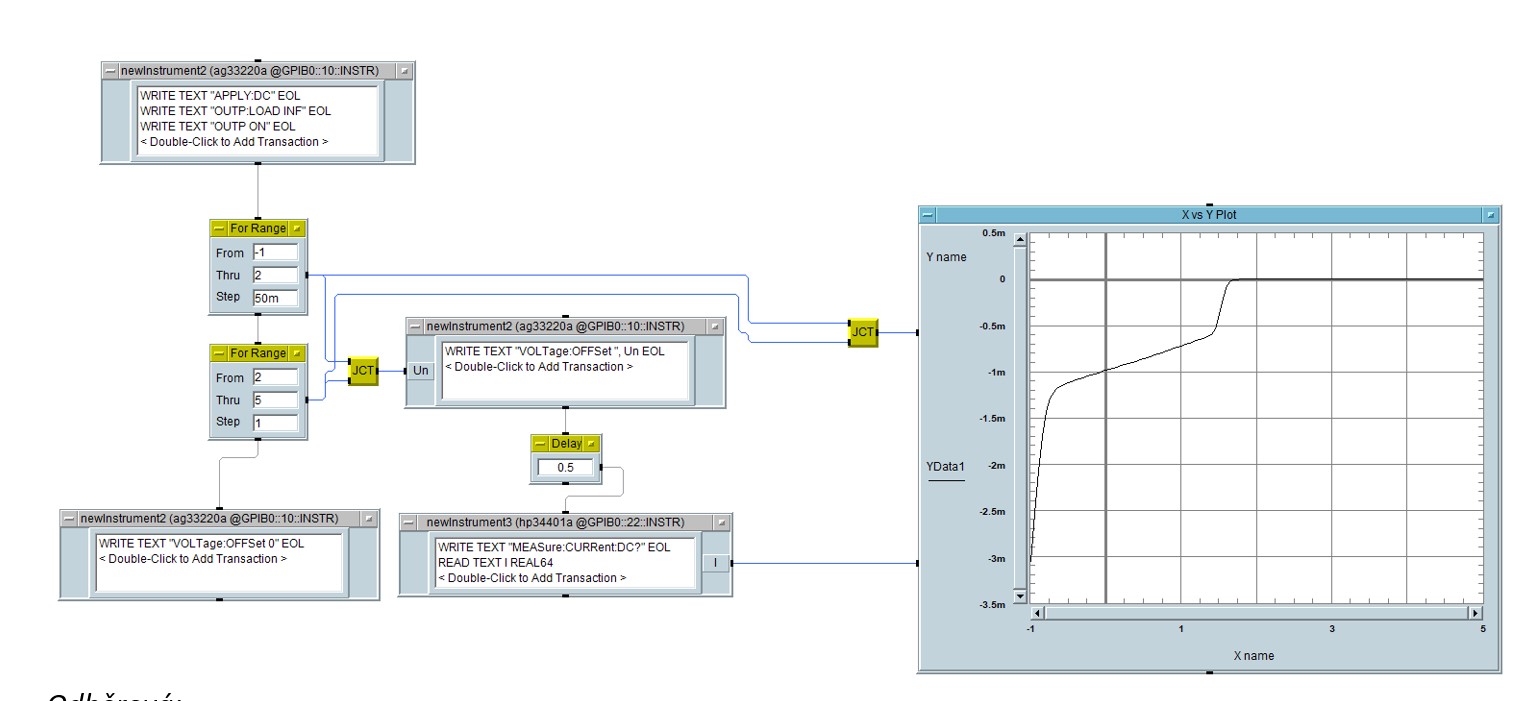 newInstrument2 (ag33220a @GPIB0::10::INSTR)
WRITE TEXT "APPLY:DC" EOL
WRITE TEXT "OUTP:LOAD INF" EOL
WRITE TEXT "OUTP ON" EOL
< Double-Click to Add Transaction >
For Range
From -1
Thru 2
Step 50m
For Range
From 2
Thru 5
Step 1
JCT
newInstrument2 (ag33220a @GPIB0::10::INSTR)
Un
WRITE TEXT "VOLTage:OFFSet ", Un EOL
< Double-Click to Add Transaction >
Delay
0.5
newInstrument2 (ag33220a @GPIB0::10::INSTR)
WRITE TEXT "VOLTage:OFFSet 0" EOL
< Double-Click to Add Transaction >
newInstrument3 (hp34401a @GPIB0::22::INSTR)
WRITE TEXT "MEASure:CURRent:DC?" EOL
READ TEXT I REAL64
< Double-Click to Add Transaction >
I
JCT
X vs Y Plot
Y name
YData1
0.5m
0
-0.5m
-1m
-1.5m
-2m
-2.5m
-3m
-3.5m
-1 1 3 5
X name